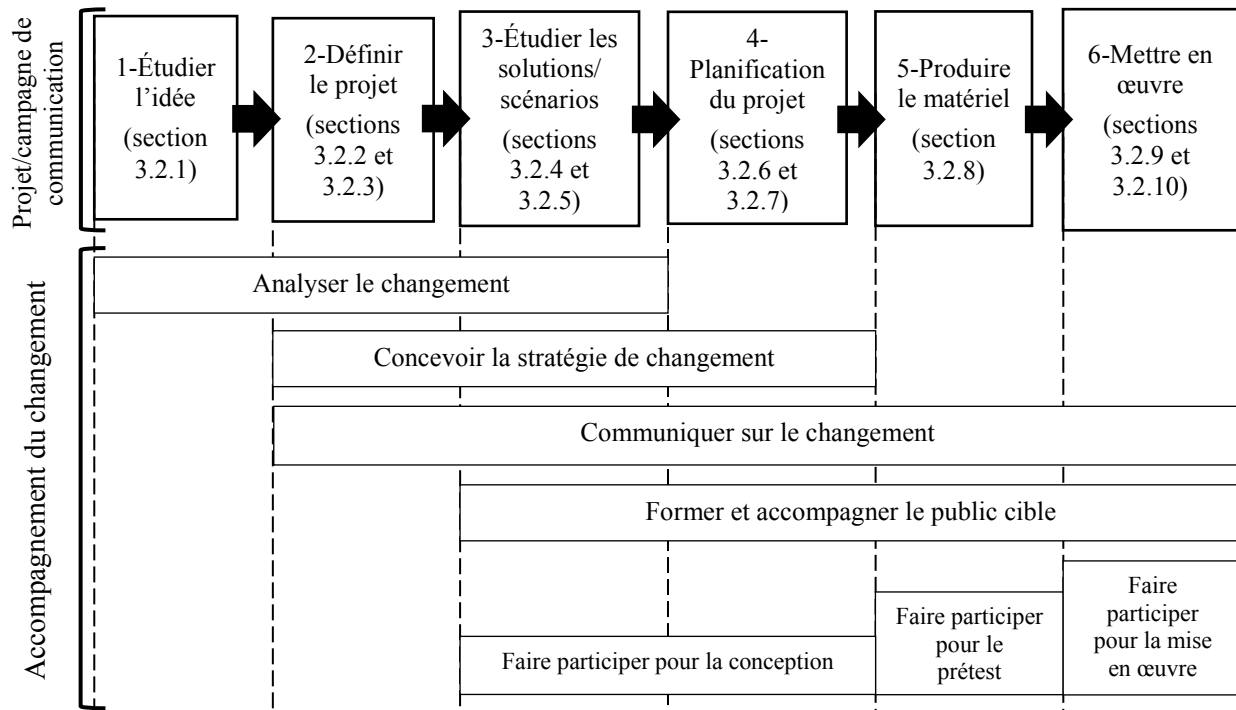 Projet/campagne de
communication
1-Étudier
l'idée
(section
3.2.1)
2-Définir
le projet
(sections
3.2.2 et
3.2.3)
3-Étudier les
solutions/
scénarios
(sections
3.2.4 et
3.2.5)
4-
Planification
du projet
(sections
3.2.6 et
3.2.7)
5-Produire
le matériel
(section
3.2.8)
6-Mettre en
œuvre
(sections
3.2.9 et
3.2.10)
Accompagnement du changement
Analyser le changement
Concevoir la stratégie de changement
Communiquer sur le changement
Former et accompagner le public cible
Faire participer pour la conception
Faire participer
pour le
prétest
Faire
participer
pour la mise
en œuvre